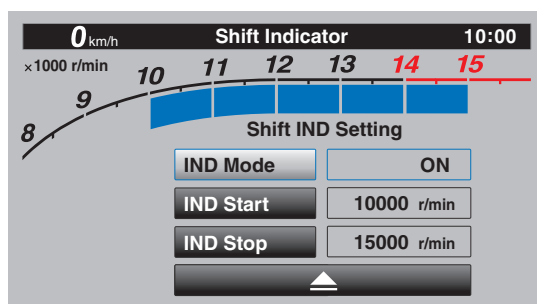 0 km/h Shift Indicator 10:00
×1000 r/min
8 9 10 11 12 13 14 15
Shift IND Setting
IND Mode ON
IND Start 10000 r/min
IND Stop 15000 r/min